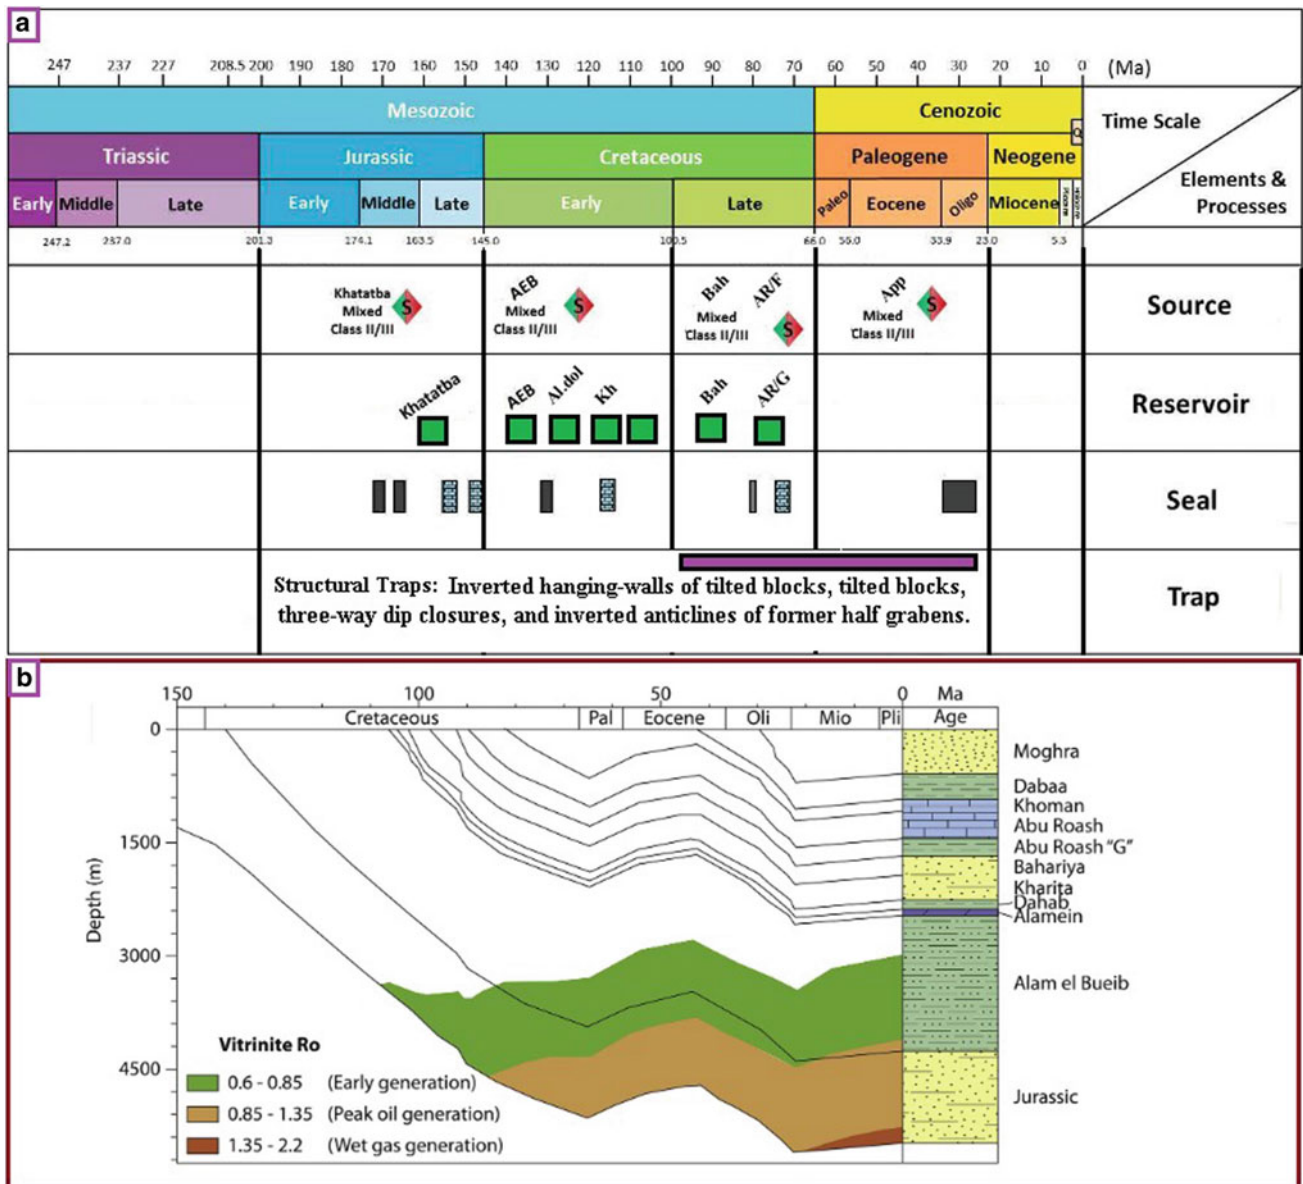 a
247 237 227 208.5 200 190 180 170 160 150 140 130 120 110 100 90 80 70 60 50 40 30 20 10 0 (Ma)
Mesozoic Cenozoic
Q
Time Scale
Triassic Jurassic Cretaceous Paleogene Neogene
Elements &
Processes
Early Middle Late Early Middle Late Early Late Paleo Eocene Oligo Miocene
247.2 237.0 201.3 174.1 163.5 145.0 100.5 66.0 56.0 33.9 23.0 5.3
Khatatba
Mixed
Class II/III
S
AEB
Mixed
Class II/III
S
Bah AR/F
Mixed
Class II/III
S
App
Mixed
Class II/III
S
Source
Khatatba AEB Al.dol Kh Bah AR/G
Reservoir
Seal
Structural Traps: Inverted hanging-walls of tilted blocks, tilted blocks,
three-way dip closures, and inverted anticlines of former half grabens.
Trap
b
150 100 50 0 Ma
Cretaceous Pal Eocene Oli Mio Pli Age
0
1500
3000
4500
Depth (m)
Moghra
Dabaa
Khoman
Abu Roash
Abu Roash "G"
Bahariya
Kharita
Dahab
Alamein
Alam el Bueib
Jurassic
Vitrinite Ro
0.6 - 0.85 (Early generation)
0.85 - 1.35 (Peak oil generation)
1.35 - 2.2 (Wet gas generation)